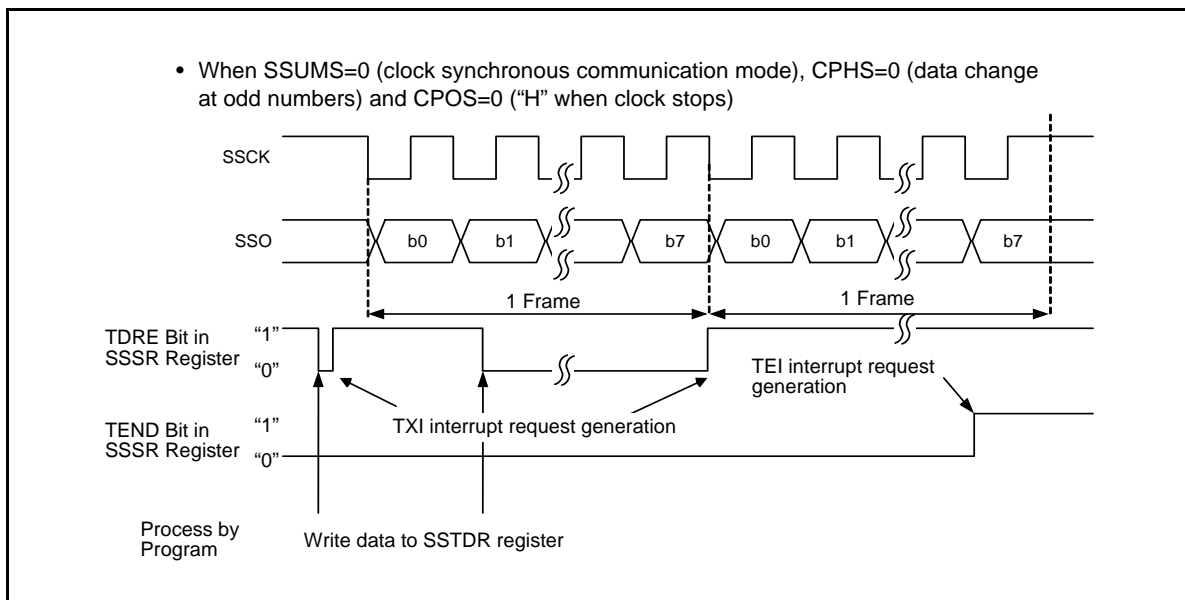 • When SSUMS=0 (clock synchronous communication mode), CPHS=0 (data change
at odd numbers) and CPOS=0 (“H” when clock stops)
SSCK
SSO
b0
b1
b7
b0
b1
b7
1 Frame
1 Frame
TDRE Bit in
SSSR Register
“1”
“0”
TEI interrupt request
generation
TXI interrupt request generation
TEND Bit in
SSSR Register
“1”
“0”
Process by
Program
Write data to SSTDR register